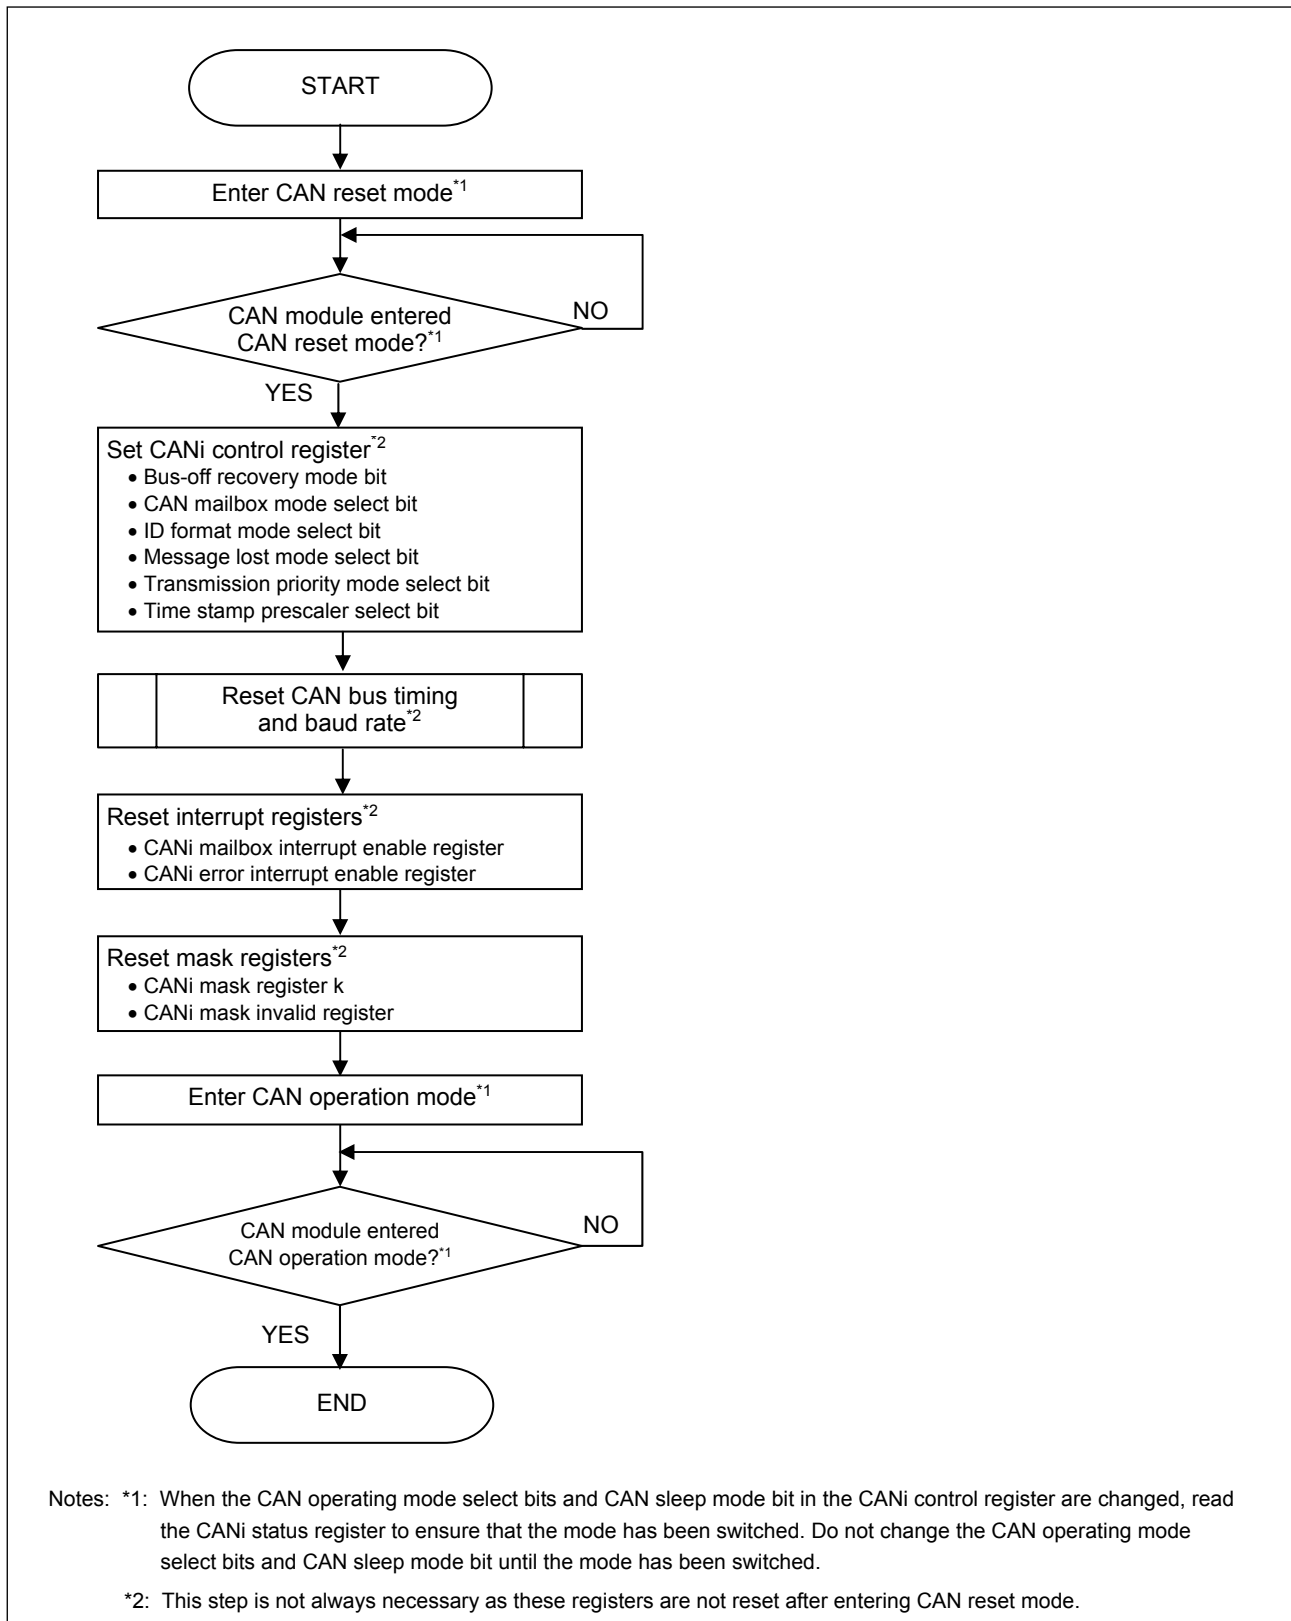 START
Enter CAN reset mode*1
CAN module entered
CAN reset mode?*1
NO
YES
Set CANi control register*2
• Bus-off recovery mode bit
• CAN mailbox mode select bit
• ID format mode select bit
• Message lost mode select bit
• Transmission priority mode select bit
• Time stamp prescaler select bit
Reset CAN bus timing
and baud rate*2
Reset interrupt registers*2
• CANi mailbox interrupt enable register
• CANi error interrupt enable register
Reset mask registers*2
• CANi mask register k
• CANi mask invalid register
Enter CAN operation mode*1
CAN module entered
CAN operation mode?*1
NO
YES
END
Notes: *1: When the CAN operating mode select bits and CAN sleep mode bit in the CANi control register are changed, read
the CANi status register to ensure that the mode has been switched. Do not change the CAN operating mode
select bits and CAN sleep mode bit until the mode has been switched.
*2: This step is not always necessary as these registers are not reset after entering CAN reset mode.